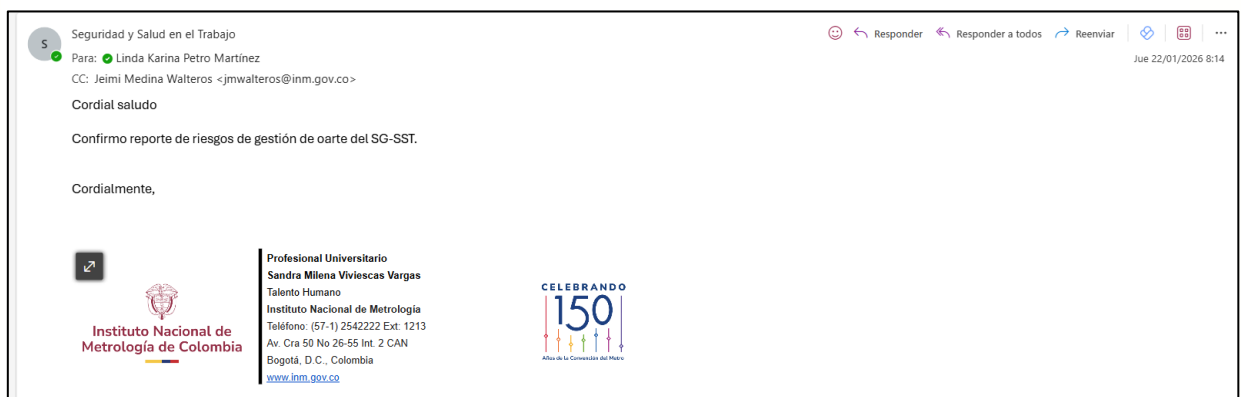 S
Seguridad y Salud en el Trabajo
Responder Responder a todos Reenviar
Para: Linda Karina Petro Martínez
Jue 22/01/2026 8:14
CC: Jeimi Medina Walteros <jmwalteros@inm.gov.co>
Cordial saludo
Confirmo reporte de riesgos de gestión de oarte del SG-SST.
Cordialmente,
Instituto Nacional de
Metrología de Colombia
Profesional Universitario
Sandra Milena Viviescas Vargas
Talento Humano
Instituto Nacional de Metrología
Teléfono: (57-1) 2542222 Ext: 1213
Av. Cra 50 No 26-55 Int. 2 CAN
Bogotá, D.C., Colombia
www.inm.gov.co
CELEBRANDO
150
Años de la Convención del Metro